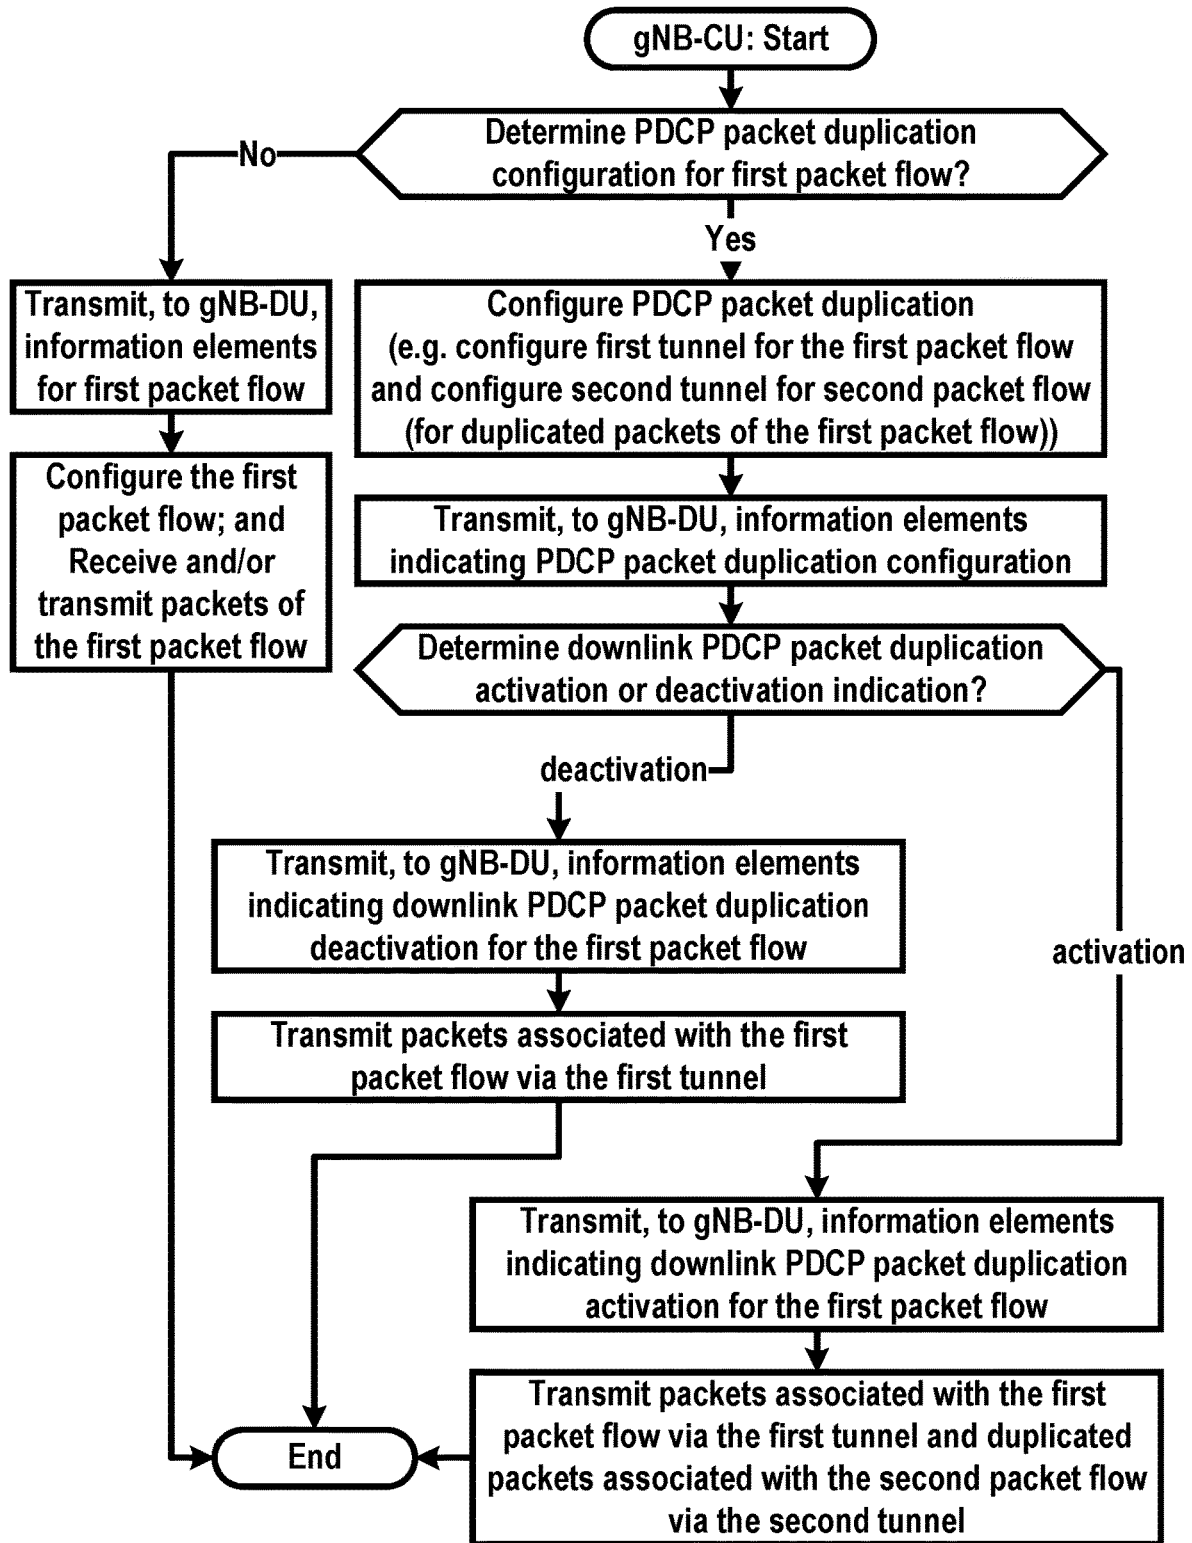 gNB-CU: Start
Determine PDCP packet duplication
configuration for first packet flow?
No
Yes
Transmit, to gNB-DU,
information elements
for first packet flow
Configure the first
packet flow; and
Receive and/or
transmit packets of
the first packet flow
Configure PDCP packet duplication
(e.g. configure first tunnel for the first packet flow
and configure second tunnel for second packet flow
(for duplicated packets of the first packet flow))
Transmit, to gNB-DU, information elements
indicating PDCP packet duplication configuration
Determine downlink PDCP packet duplication
activation or deactivation indication?
deactivation
Transmit, to gNB-DU, information elements
indicating downlink PDCP packet duplication
deactivation for the first packet flow
Transmit packets associated with the first
packet flow via the first tunnel
activation
Transmit, to gNB-DU, information elements
indicating downlink PDCP packet duplication
activation for the first packet flow
Transmit packets associated with the first
packet flow via the first tunnel and duplicated
packets associated with the second packet flow
via the second tunnel
End